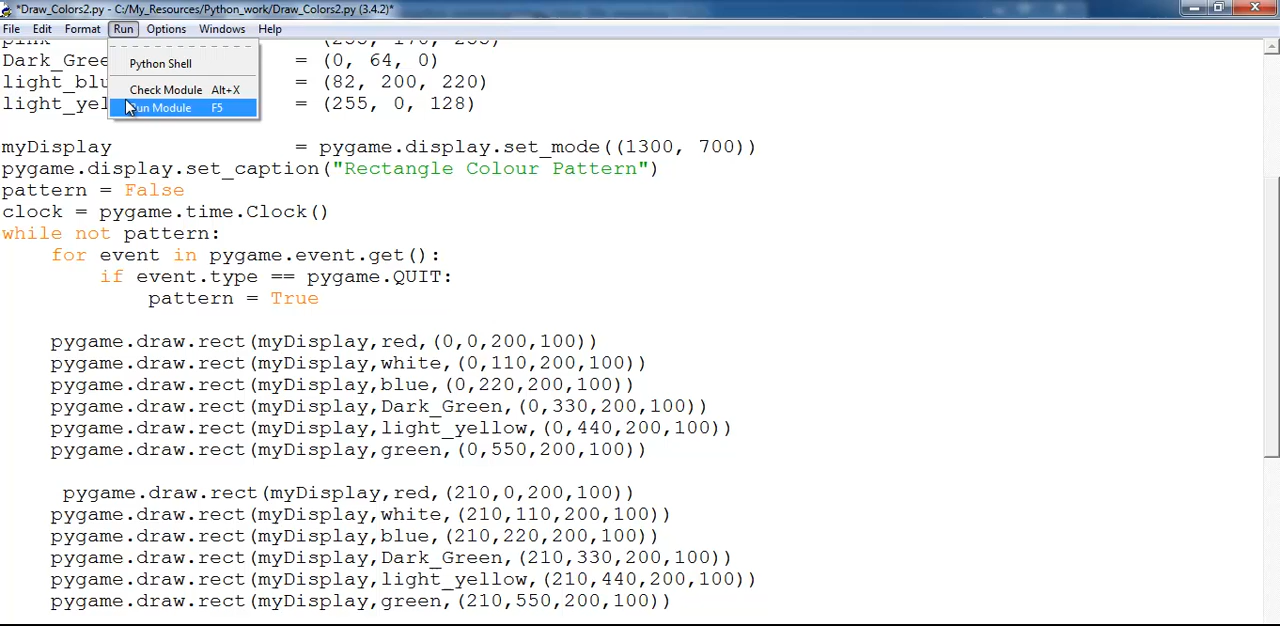 *Draw_Colors2.py - C:/My_Resources/Python_work/Draw_Colors2.py (3.4.2)*
File Edit Format Run Options Windows Help
Python Shell
Check Module Alt+X
Module F5
Dark_Gre = (0, 64, 0)
light_blu = (82, 200, 220)
light_yel = (255, 0, 128)
myDisplay = pygame.display.set_mode((1300, 700))
pygame.display.set_caption("Rectangle Colour Pattern")
pattern = False
clock = pygame.time.Clock()
while not pattern:
    for event in pygame.event.get():
        if event.type == pygame.QUIT:
            pattern = True
    pygame.draw.rect(myDisplay,red,(0,0,200,100))
    pygame.draw.rect(myDisplay,white,(0,110,200,100))
    pygame.draw.rect(myDisplay,blue,(0,220,200,100))
    pygame.draw.rect(myDisplay,Dark_Green,(0,330,200,100))
    pygame.draw.rect(myDisplay,light_yellow,(0,440,200,100))
    pygame.draw.rect(myDisplay,green,(0,550,200,100))
     pygame.draw.rect(myDisplay,red,(210,0,200,100))
    pygame.draw.rect(myDisplay,white,(210,110,200,100))
    pygame.draw.rect(myDisplay,blue,(210,220,200,100))
    pygame.draw.rect(myDisplay,Dark_Green,(210,330,200,100))
    pygame.draw.rect(myDisplay,light_yellow,(210,440,200,100))
    pygame.draw.rect(myDisplay,green,(210,550,200,100))